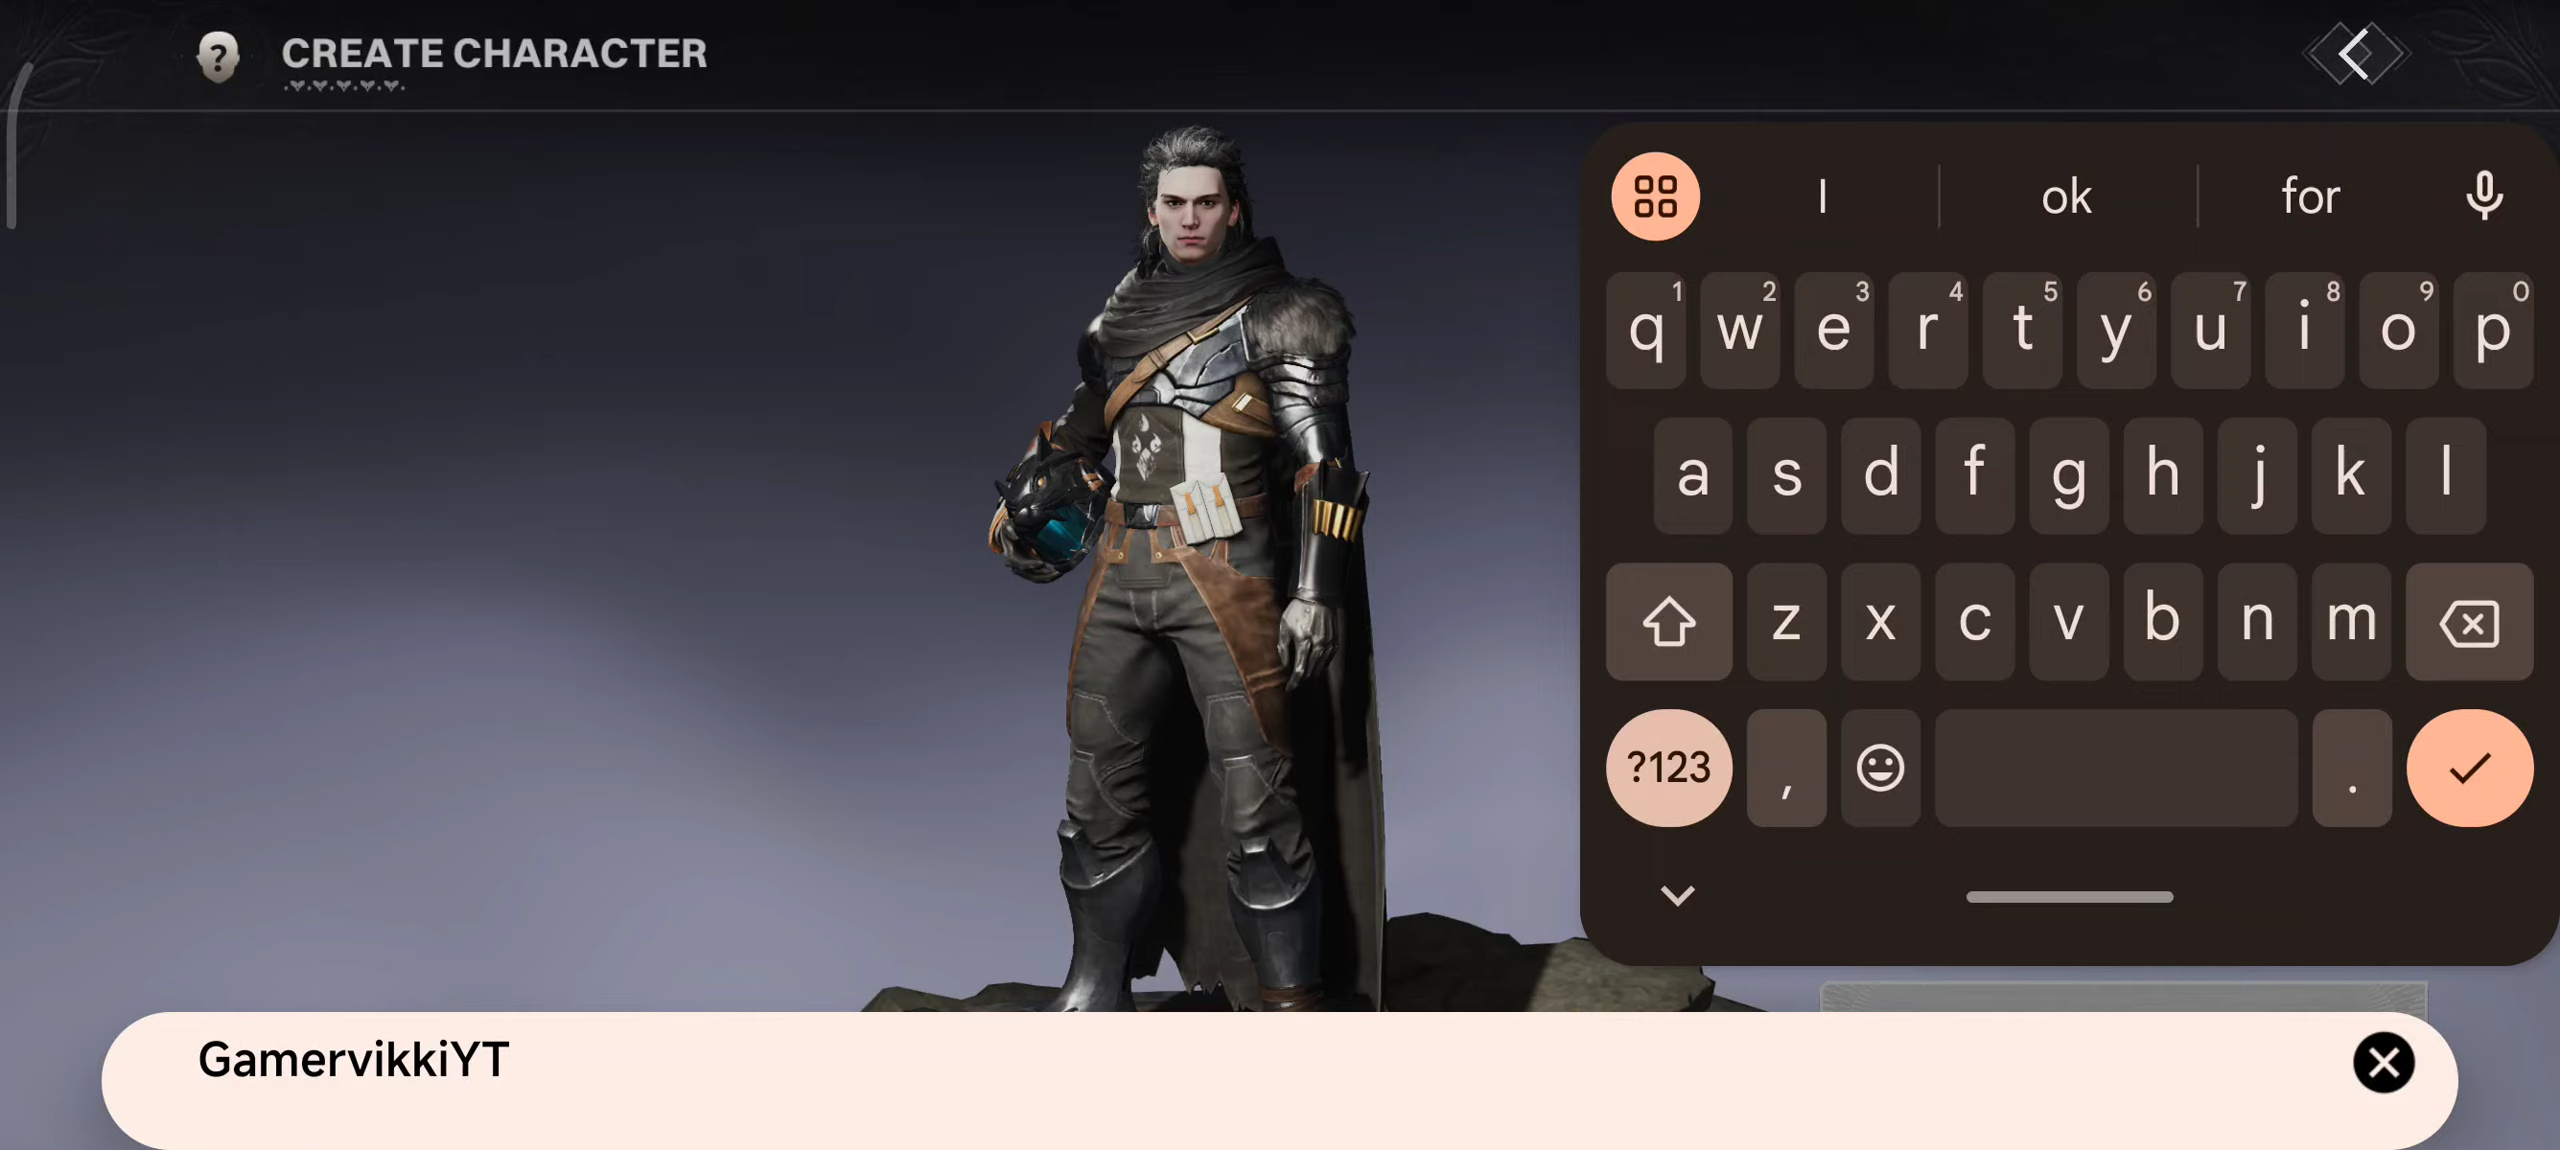 ?
CREATE CHARACTER
I ok for
1 2 3 4 5 6 7 8 9 0
q w e r t y u i o p
a s d f g h j k l
z x c v b n m
?123 , .
GamervikkiYT